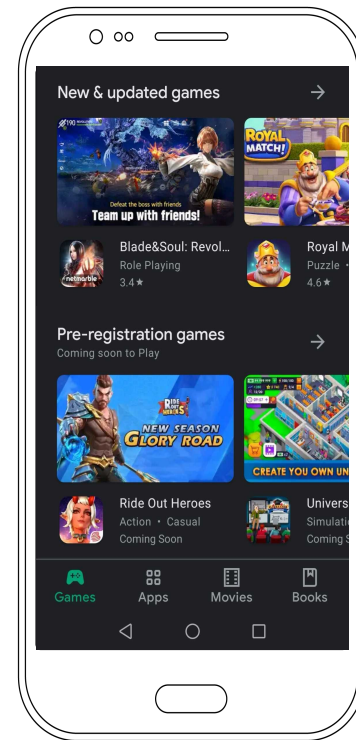 New & updated games
190
Defeat the boss with friends
Team up with friends!
ROYAL
MATCH!
netmarble
Blade&Soul: Revol...
Role Playing
3.4★
Royal M
Puzzle •
4.6★
Pre-registration games
Coming soon to Play
RIDE
OUT
HEROES
NEW SEASON
GLORY ROAD
CREATE YOU OWN UN
Ride Out Heroes
Action • Casual
Coming Soon
Univers
Simulati
Coming S
Games
Apps
Movies
Books